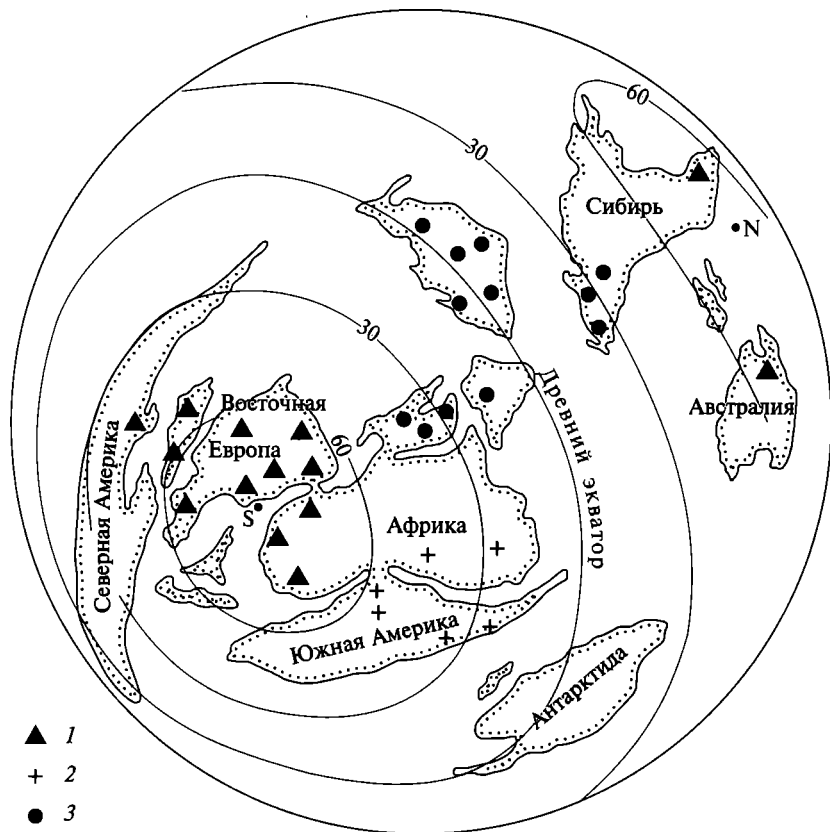 60
30
Сибирь
N
30
Древний экватор
Восточная
Европа
60
Австралия
Северная Америка
S
Африка
Южная Америка
Антарктида
1
2
3